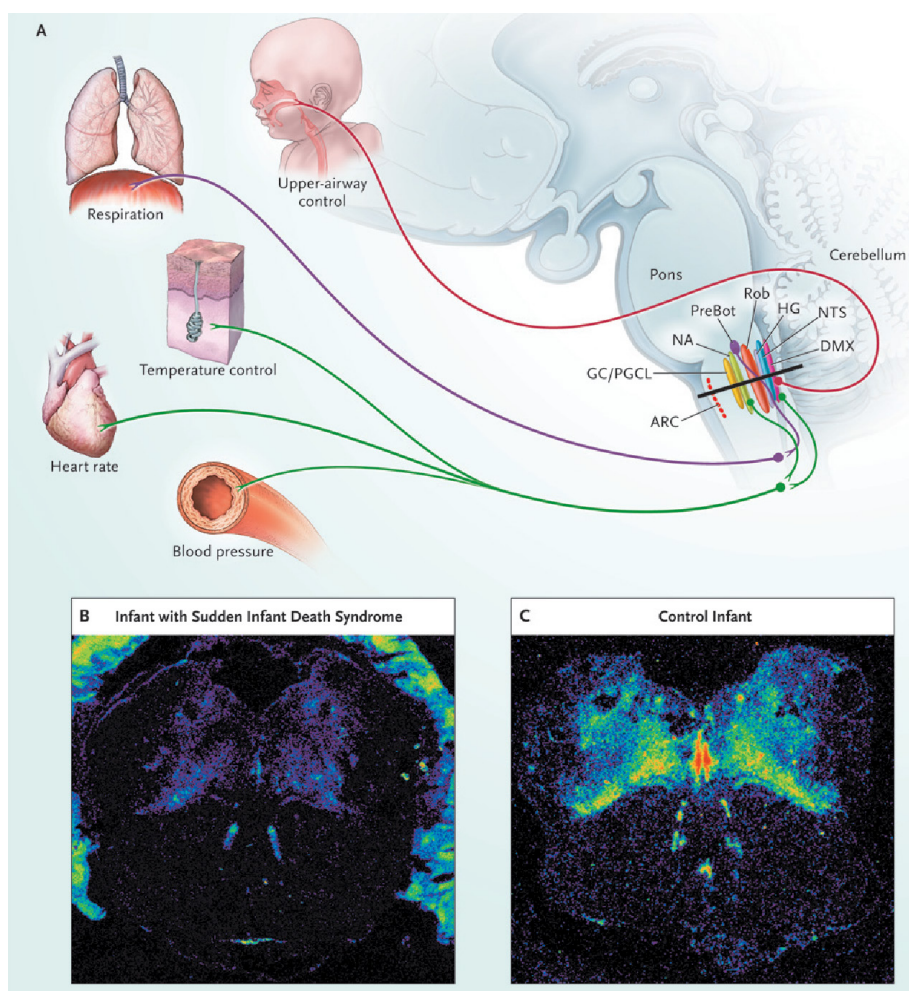 A
Respiration
Upper-airway
control
Temperature control
Heart rate
Blood pressure
Pons
Cerebellum
Rob
PreBot
HG
NTS
NA
DMX
GC/PGCL
ARC
B Infant with Sudden Infant Death Syndrome
C Control Infant